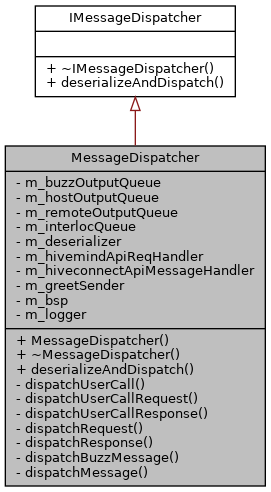 IMessageDispatcher
+ ~IMessageDispatcher()
+ deserializeAndDispatch()
MessageDispatcher
- m_buzzOutputQueue
- m_hostOutputQueue
- m_remoteOutputQueue
- m_interlocQueue
- m_deserializer
- m_hivemindApiReqHandler
- m_hiveconnectApiMessageHandler
- m_greetSender
- m_bsp
- m_logger
+ MessageDispatcher()
+ ~MessageDispatcher()
+ deserializeAndDispatch()
- dispatchUserCall()
- dispatchUserCallRequest()
- dispatchUserCallResponse()
- dispatchRequest()
- dispatchResponse()
- dispatchBuzzMessage()
- dispatchMessage()